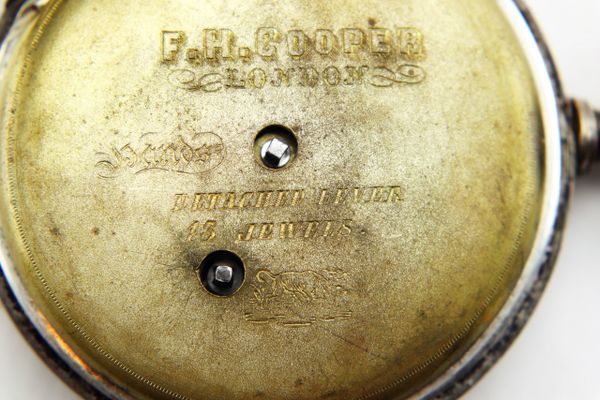 F.H.COOPER
LONDON
Hands
DETACHED LEVER
15 JEWELS.